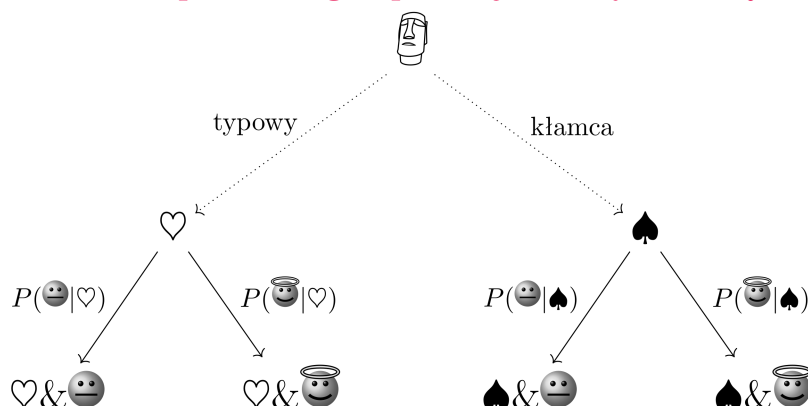 typowy
kłamca
♡
♠
P(😐|♡)
P(😇|♡)
P(😐|♠)
P(😇|♠)
♡&😐
♡&😇
♠&😐
♠&😇